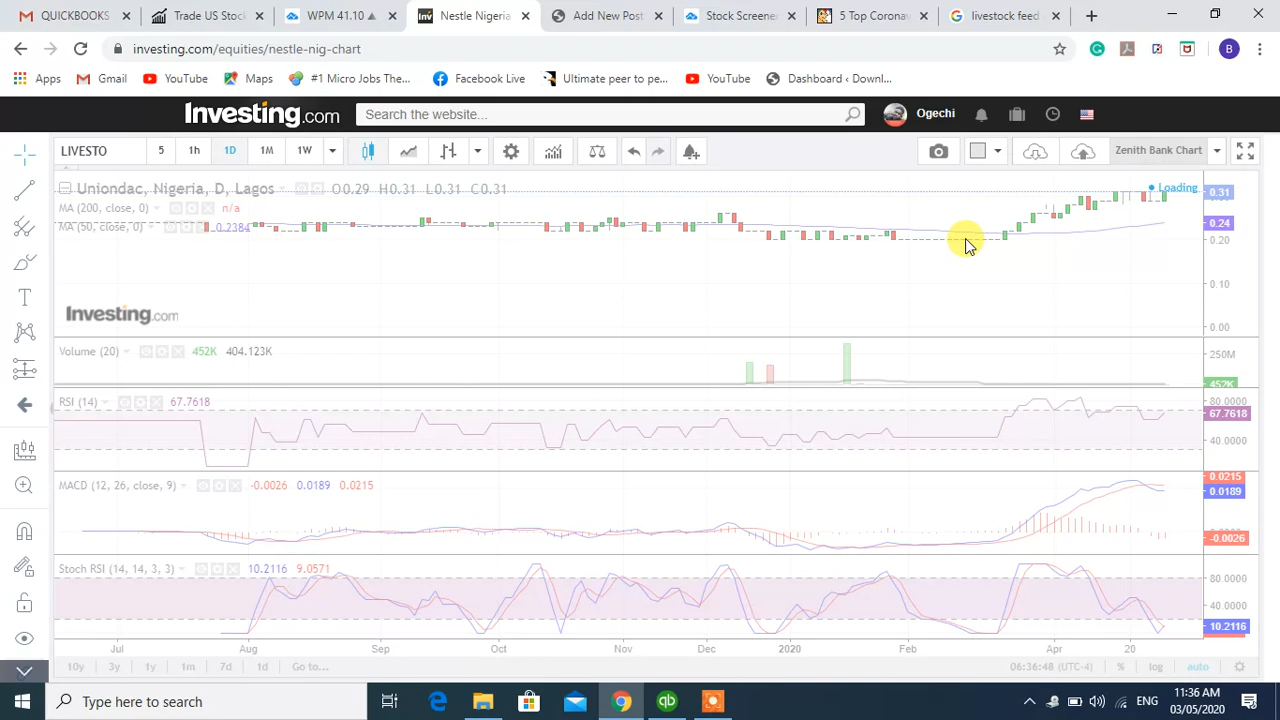 QUICKBOOKS
Trade US Stock
WPM 41.10 ▲
Nestle Nigeria
Add New Post
Stock Screener
5 Top Coronav
livestock feed
investing.com/equities/nestle-nig-chart
B
Apps
Gmail
YouTube
Maps
#1 Micro Jobs The...
Facebook Live
Ultimate peer to pe...
YouTube
Dashboard ‹ Downl...
Investing.com
Search the website...
Ogechi
LIVESTO
5
1h
1D
1M
1W
Zenith Bank Chart
Uniondac, Nigeria, D, Lagos
O0.29 H0.31 L0.31 C0.31
Loading
MA (200, close, 0)
n/a
MA (50, close, 0)
0.2384
0.31
0.24
0.20
0.10
0.00
Investing.com
Volume (20)
452K 404.123K
250M
452K
RSI (14)
67.7618
80.0000
67.7618
40.0000
MACD (12, 26, close, 9)
-0.0026 0.0189 0.0215
0.0215
0.0189
-0.0026
Stoch RSI (14, 14, 3, 3)
10.2116 9.0571
80.0000
40.0000
10.2116
Jul
Aug
Sep
Oct
Nov
Dec
2020
Feb
Apr
20
10y
3y
1y
1m
7d
1d
Go to...
06:36:48 (UTC-4)
%
log
auto
Type here to search
ENG
11:36 AM
03/05/2020